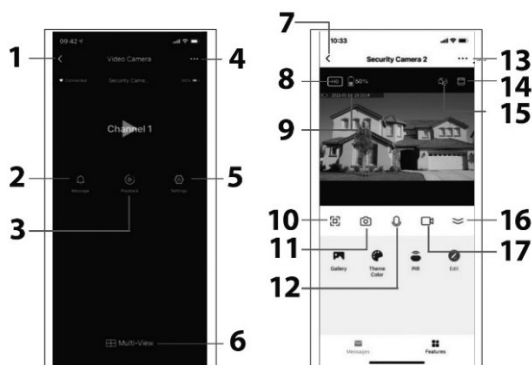 09:42
Video Camera
Connected
Security Came...
Channel 1
Message
Playback
Settings
Multi-View
1
2
3
4
5
6
10:33
Security Camera 2
HD
50%
Gallery
Theme
Color
PIR
Edit
Messages
Features
7
8
9
10
11
12
13
14
15
16
17